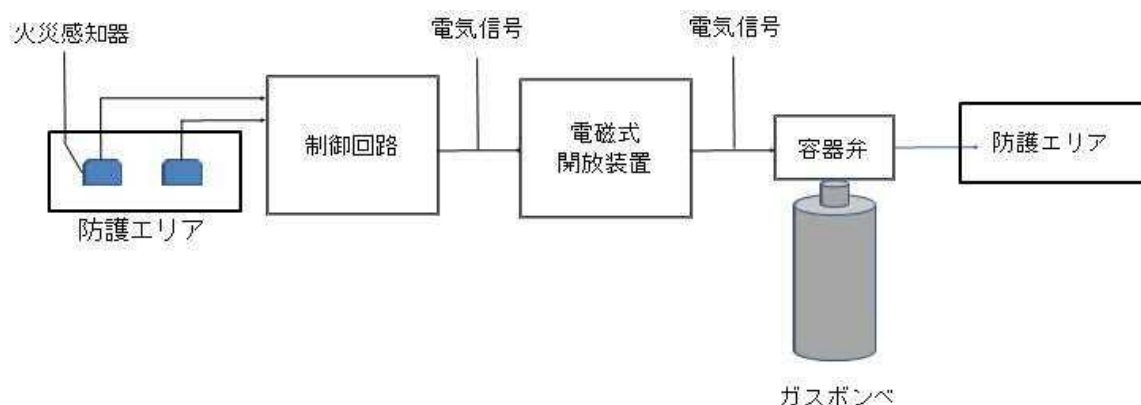 火災感知器
電気信号
電気信号
制御回路
電磁式
開放装置
容器弁
防護エリア
防護エリア
ガスボンベ